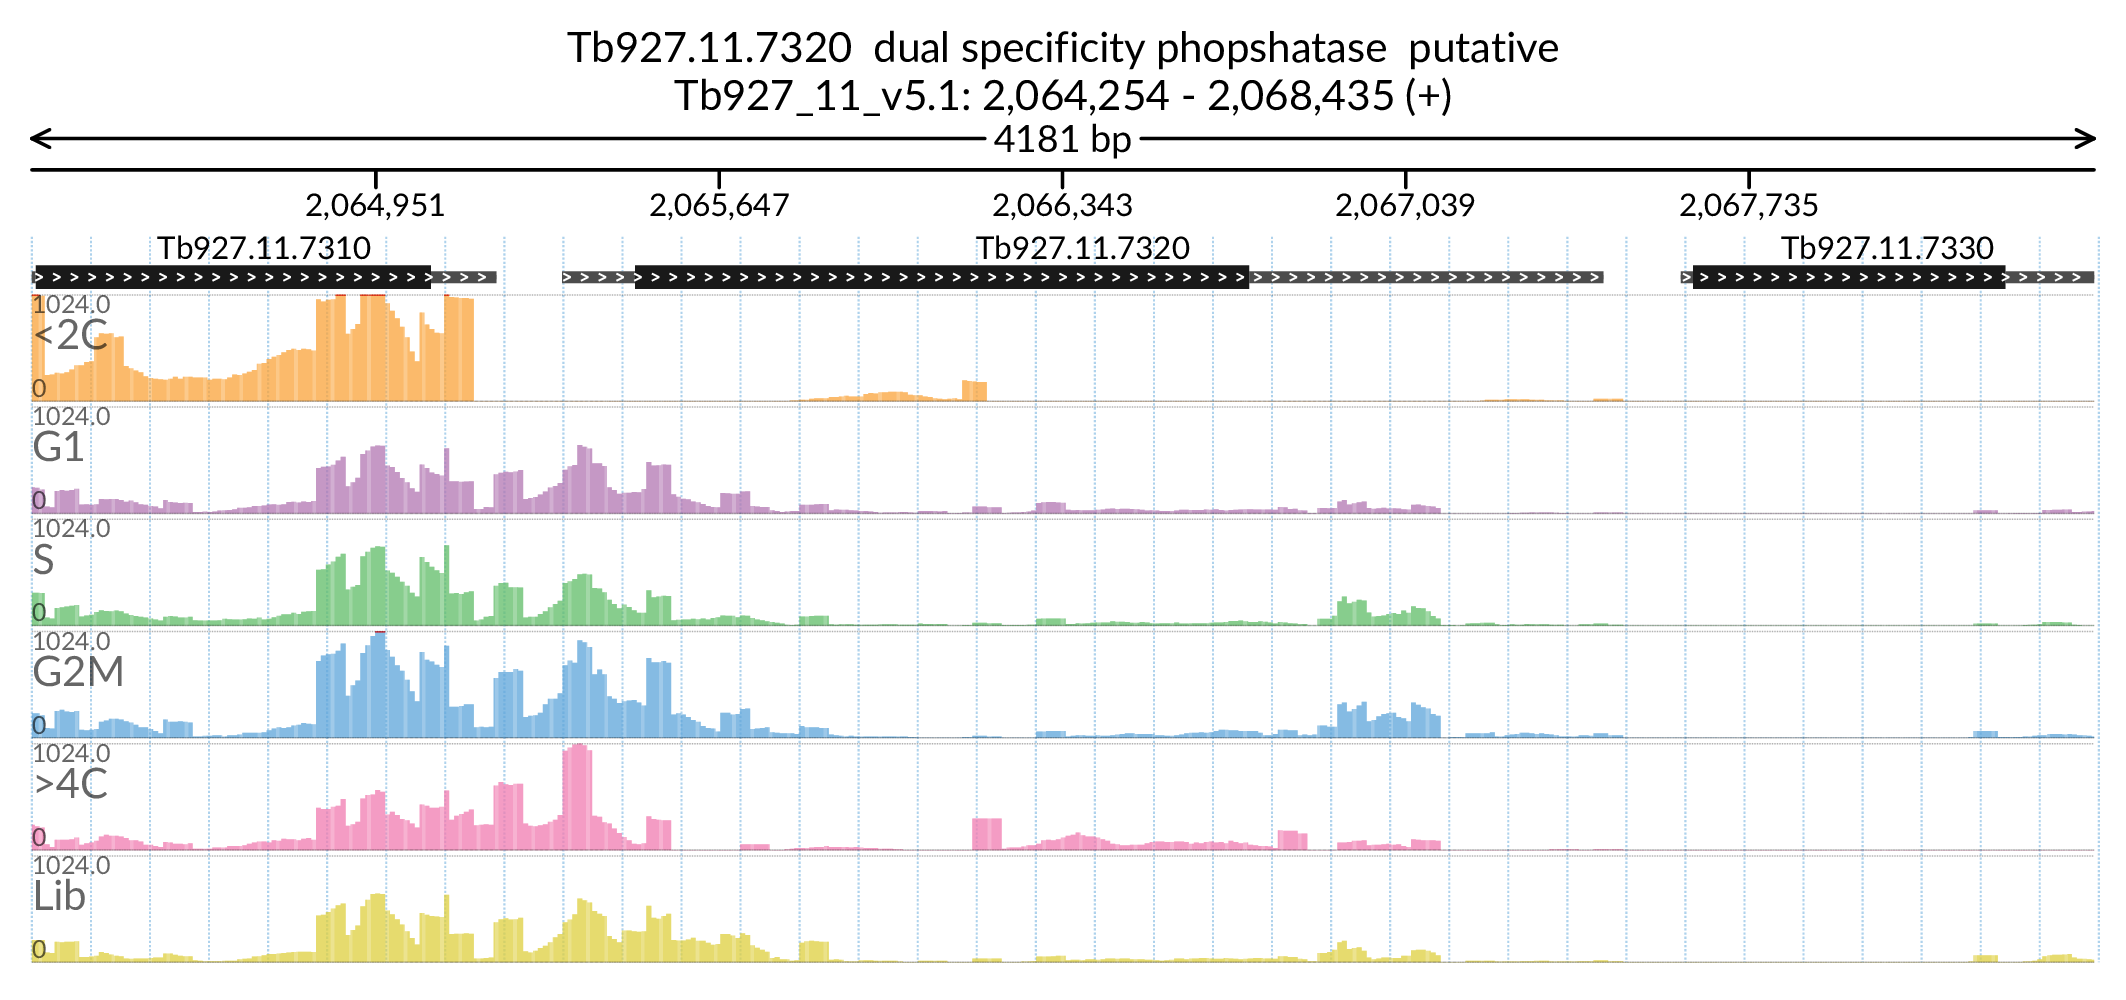 Tb927.11.7320 dual specificity phopshatase putative
Tb927_11_v5.1: 2,064,254 - 2,068,435 (+)
4181 bp
2,064,951 2,065,647 2,066,343 2,067,039 2,067,735
Tb927.11.7310 Tb927.11.7320 Tb927.11.7330
1024.0
<2C
0
1024.0
G1
0
1024.0
S
0
1024.0
G2M
0
1024.0
>4C
0
1024.0
Lib
0